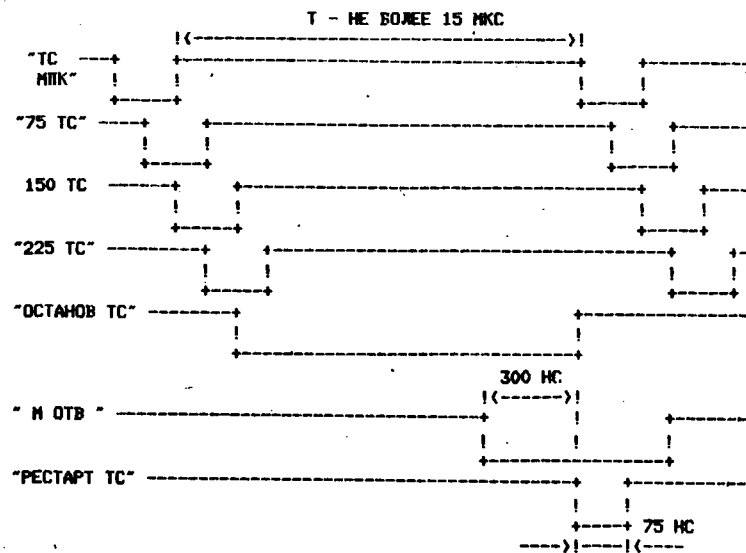 Т - НЕ БОЛЕЕ 15 МКС
"ТС
МПК"
"75 ТС"
150 ТС
"225 ТС"
"ОСТАНОВ ТС"
300 НС
" М ОТВ "
"РЕСТАРТ ТС"
75 НС